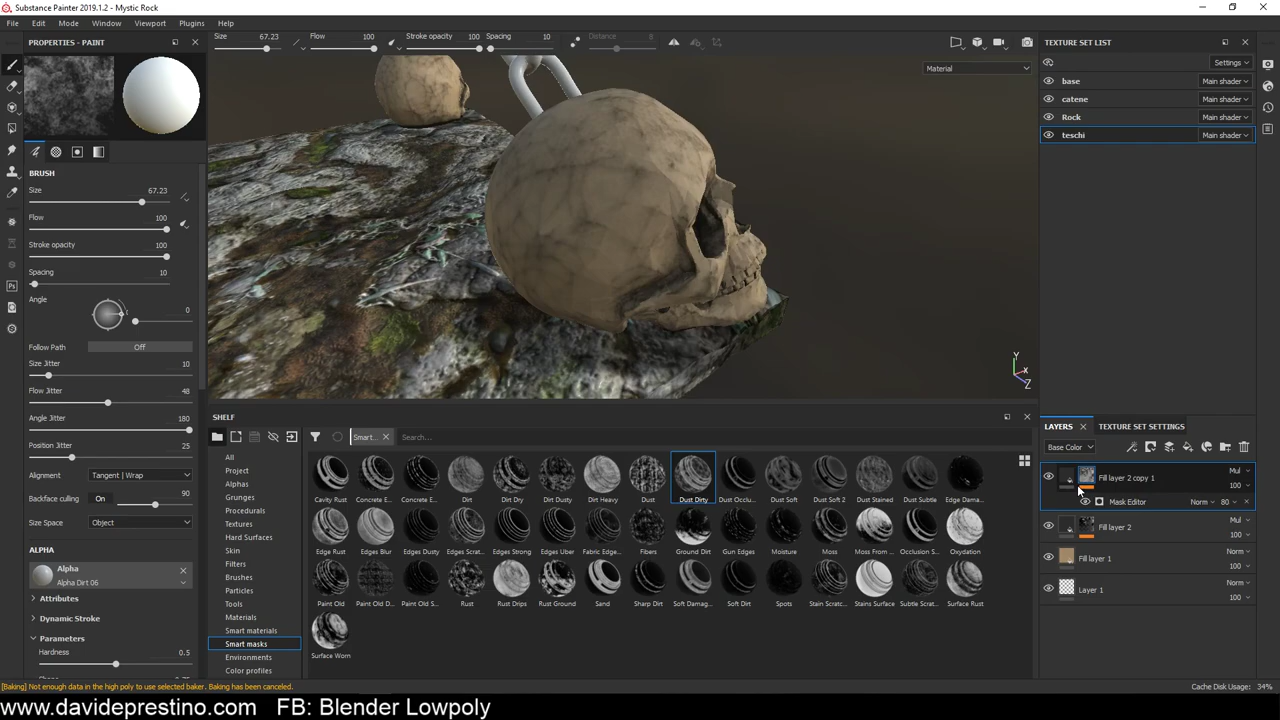 Substance Painter 2019.1.2 - Mystic Rock
File Edit Mode Window Viewport Plugins Help
PROPERTIES - PAINT
Size 67.23 Flow 100 Stroke opacity 100 Spacing 10 Distance 8
Material
TEXTURE SET LIST
Settings
base Main shader
catene Main shader
Rock Main shader
teschi Main shader
BRUSH
Size 67.23
Flow 100
Stroke opacity 100
Spacing 10
Angle 0
Follow Path Off
Size Jitter 10
Flow Jitter 48
Angle Jitter 180
Position Jitter 25
Alignment Tangent | Wrap
Backface culling On 90
Size Space Object
ALPHA
Alpha
Alpha Dirt 06
Attributes
Dynamic Stroke
Parameters
Hardness 0.5
Y
X
Z
SHELF
Smart... Search...
All
Project
Alphas
Grunges
Procedurals
Textures
Hard Surfaces
Skin
Filters
Brushes
Particles
Tools
Materials
Smart materials
Smart masks
Environments
Color profiles
Cavity Rust Concrete E... Concrete E... Dirt Dirt Dry Dirt Dusty Dirt Heavy Dust Dust Dirty Dust Occlu... Dust Soft Dust Soft 2 Dust Stained Dust Subtle Edge Dama...
Edge Rust Edges Blur Edges Dusty Edges Scrat... Edges Strong Edges Uber Fabric Edge... Fibers Ground Dirt Gun Edges Moisture Moss Moss From ... Occlusion S... Oxydation
Paint Old Paint Old D... Paint Old S... Rust Rust Drips Rust Ground Sand Sharp Dirt Soft Damag... Soft Dirt Spots Stain Scratc... Stains Surface Subtle Scrat... Surface Rust
Surface Worn
LAYERS TEXTURE SET SETTINGS
Base Color
Fill layer 2 copy 1 Mul 100
Mask Editor Norm 80
Fill layer 2 Mul 100
Fill layer 1 Norm 100
Layer 1 Norm 100
[Baking] Not enough data in the high poly to use selected baker. Baking has been canceled.
Cache Disk Usage: 34%
www.davideprestino.com FB: Blender Lowpoly